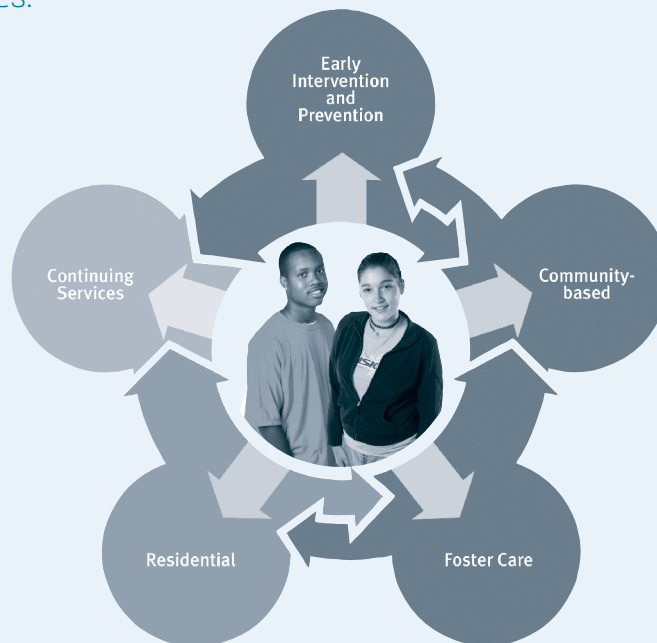 Early
Intervention
and
Prevention
Continuing
Services
Community-
based
Residential
Foster Care